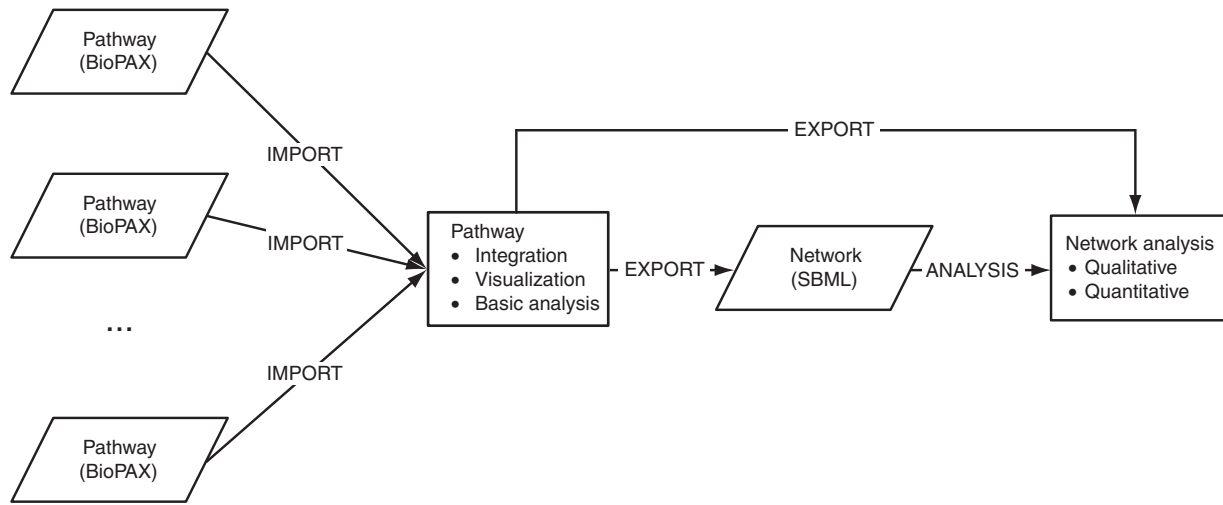 Pathway
(BioPAX)
IMPORT
EXPORT
Pathway
(BioPAX)
IMPORT
Pathway
• Integration
• Visualization
• Basic analysis
EXPORT
Network
(SBML)
ANALYSIS
Network analysis
• Qualitative
• Quantitative
...
IMPORT
Pathway
(BioPAX)